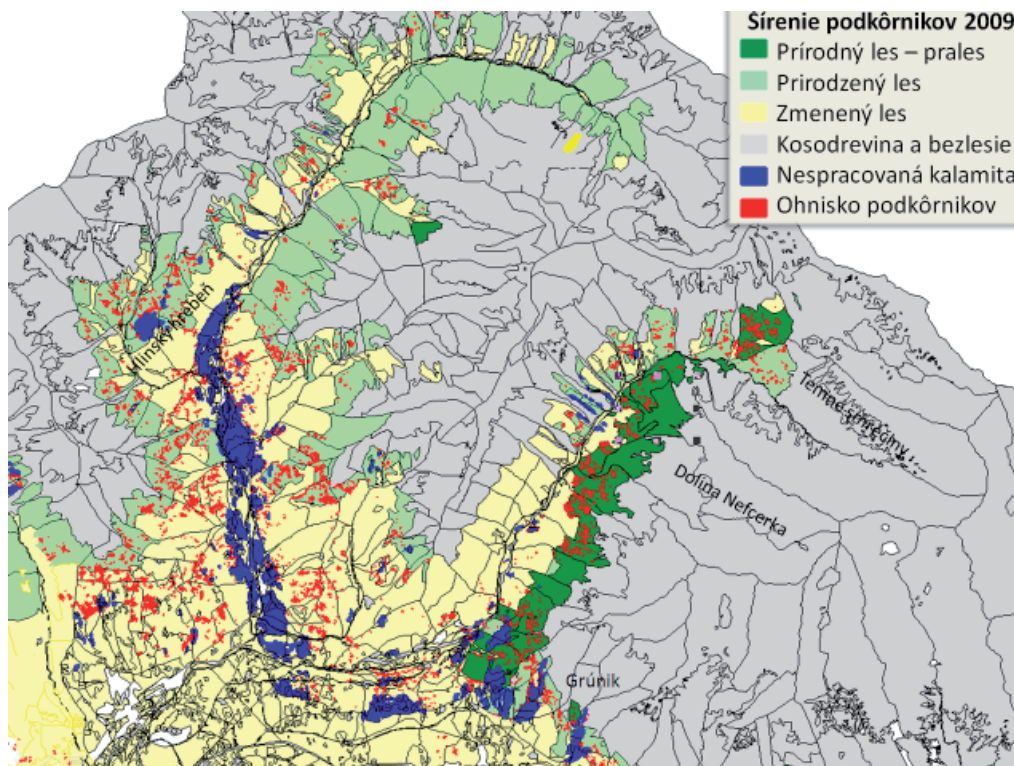 Šírenie podkôrnikov 2009
Prírodný les – prales
Prirodzený les
Zmenený les
Kosodrevina a bezlesie
Nespracovaná kalamita
Ohnisko podkôrnikov
Hlinský hrebeň
Temné smrečiny
Dolina Nefcerka
Grúnik